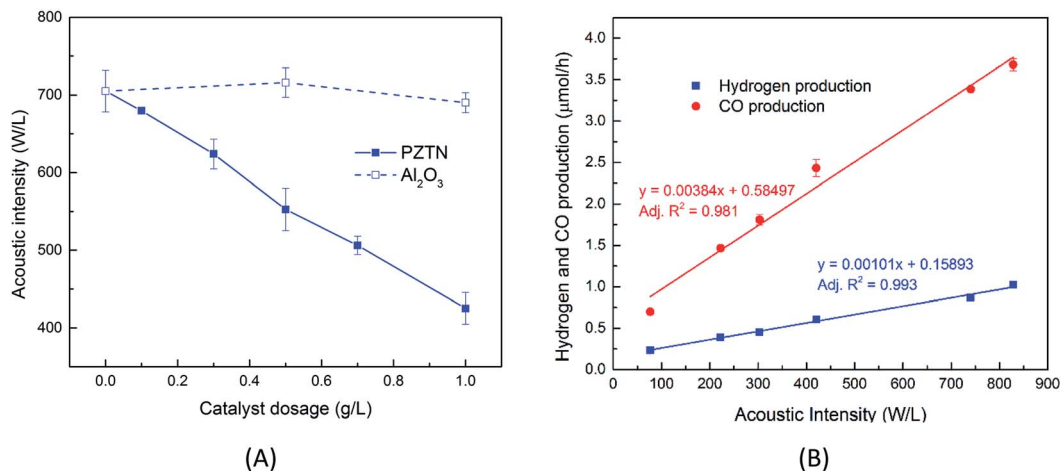 800
700
600
500
400
Acoustic intensity (W/L)
PZTN
Al₂O₃
0.0 0.2 0.4 0.6 0.8 1.0
Catalyst dosage (g/L)
(A)
4.0
3.5
3.0
2.5
2.0
1.5
1.0
0.5
0.0
Hydrogen and CO production (μmol/h)
Hydrogen production
CO production
y = 0.00384x + 0.58497
Adj. R² = 0.981
y = 0.00101x + 0.15893
Adj. R² = 0.993
0 100 200 300 400 500 600 700 800 900
Acoustic Intensity (W/L)
(B)